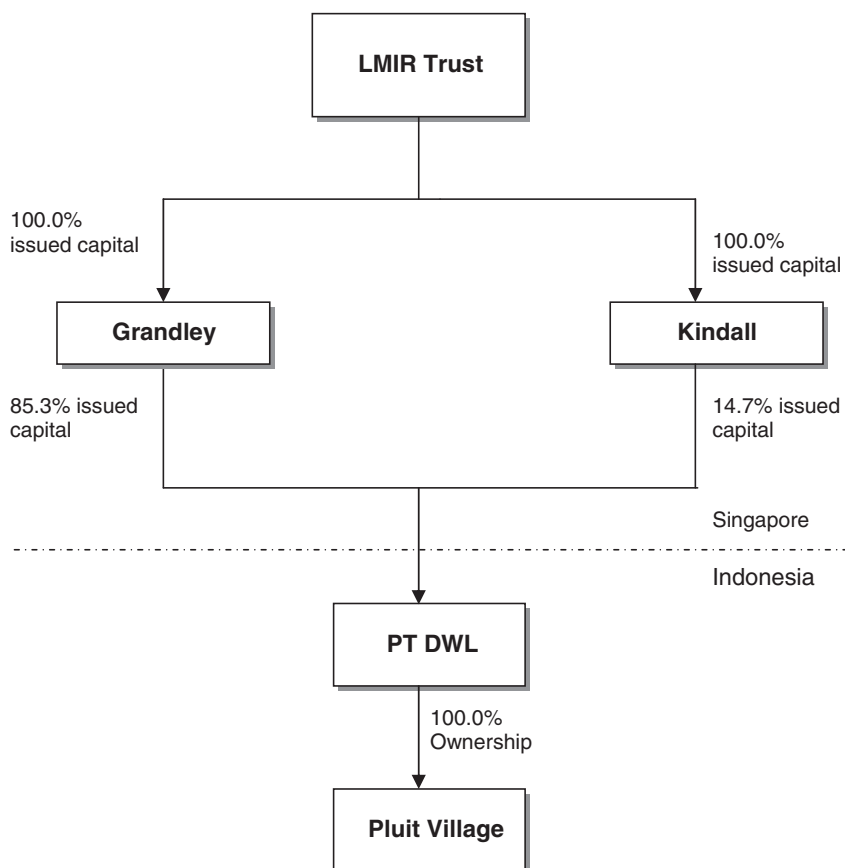 LMIR Trust
100.0%
issued capital
100.0%
issued capital
Grandley
Kindall
85.3% issued
capital
14.7% issued
capital
Singapore
Indonesia
PT DWL
100.0%
Ownership
Pluit Village